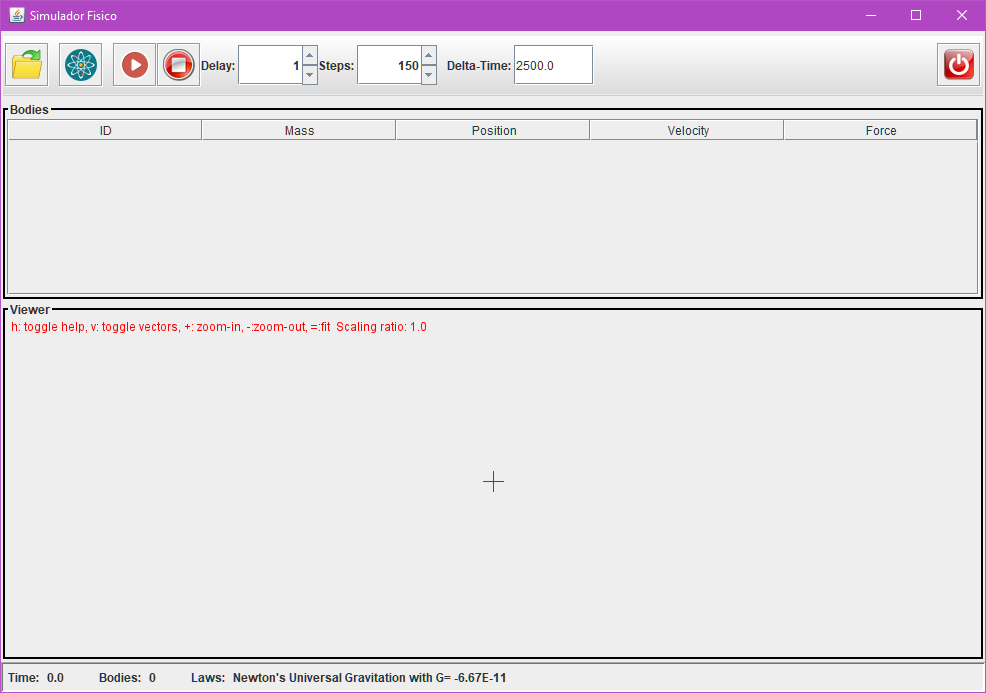 Simulador Fisico
Delay: 1 Steps: 150 Delta-Time: 2500.0
Bodies
ID Mass Position Velocity Force
Viewer
h: toggle help, v: toggle vectors, +: zoom-in, -:zoom-out, =:fit Scaling ratio: 1.0
Time: 0.0 Bodies: 0 Laws: Newton's Universal Gravitation with G= -6.67E-11